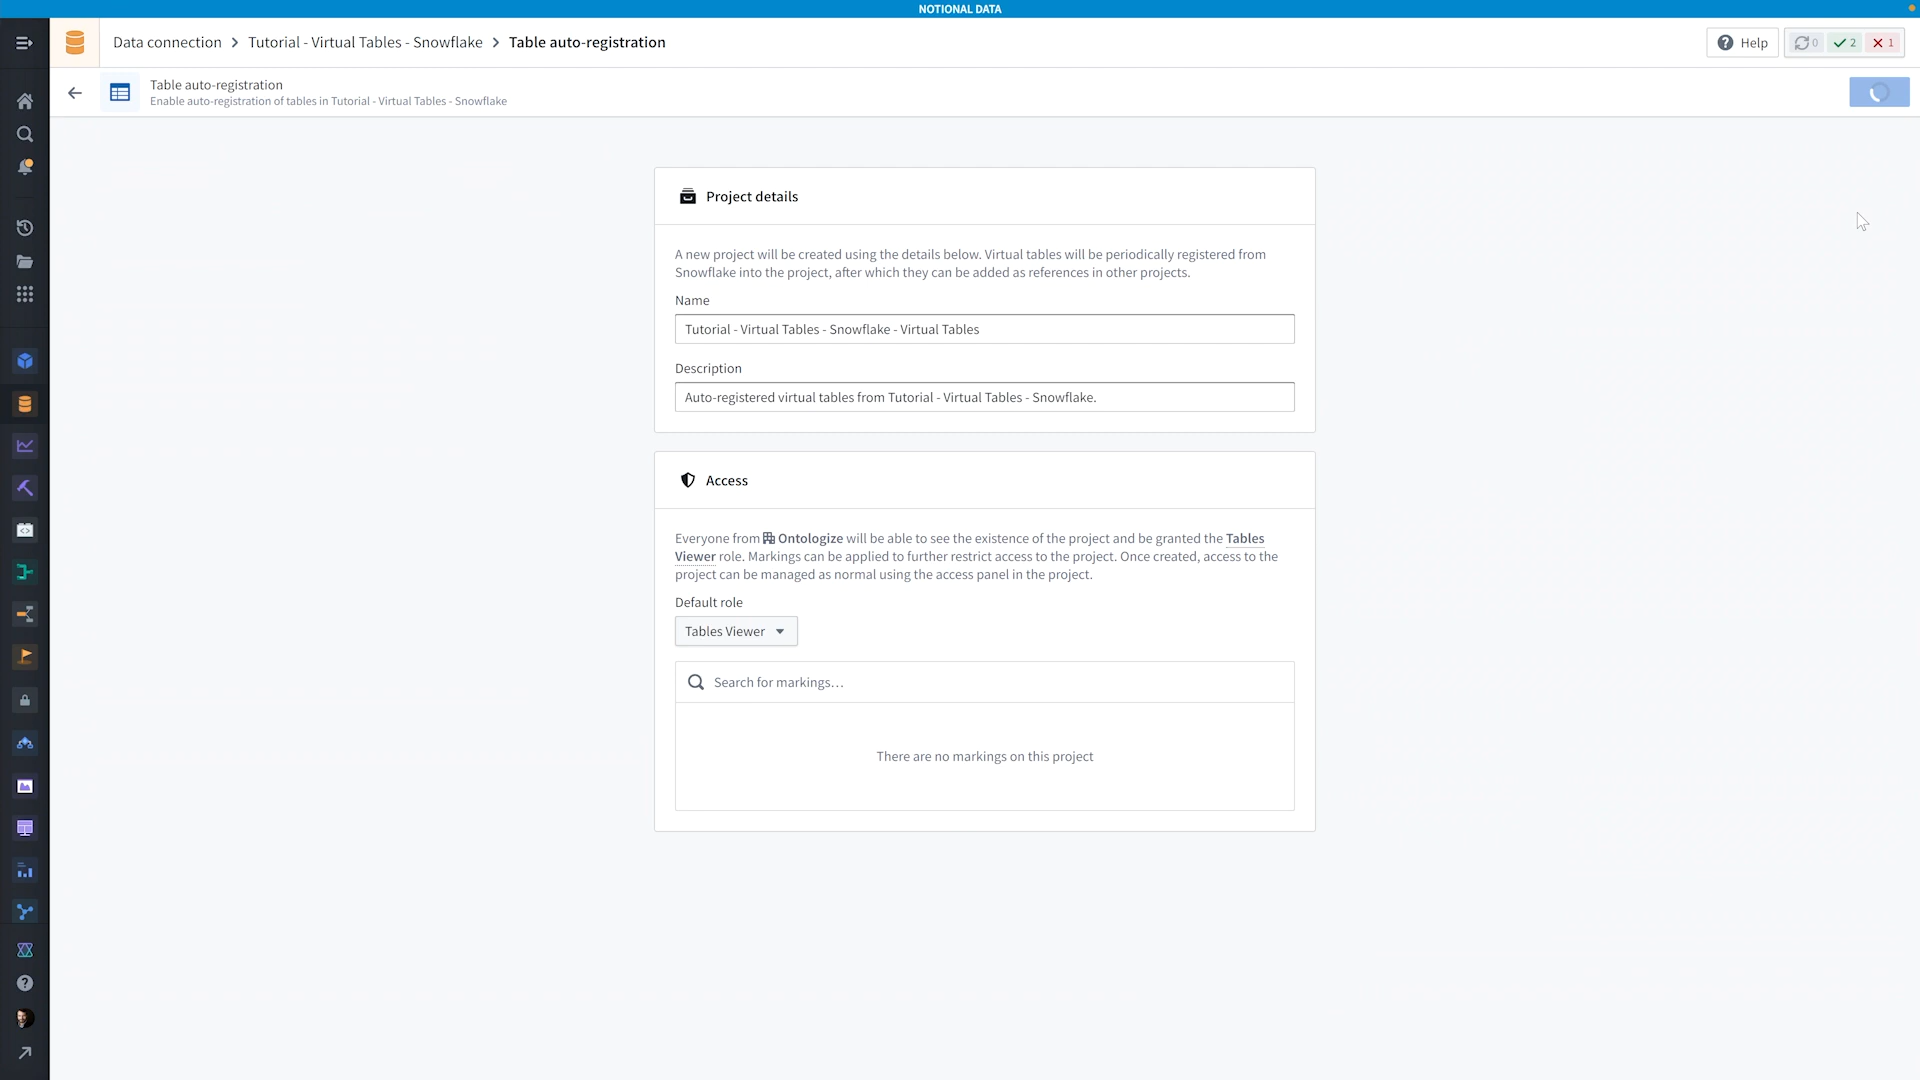 NOTIONAL DATA
Data connection > Tutorial - Virtual Tables - Snowflake > Table auto-registration
Help
0
2
1
Table auto-registration
Enable auto-registration of tables in Tutorial - Virtual Tables - Snowflake
Project details
A new project will be created using the details below. Virtual tables will be periodically registered from
Snowflake into the project, after which they can be added as references in other projects.
Name
Tutorial - Virtual Tables - Snowflake - Virtual Tables
Description
Auto-registered virtual tables from Tutorial - Virtual Tables - Snowflake.
Access
Everyone from Ontologize will be able to see the existence of the project and be granted the Tables
Viewer role. Markings can be applied to further restrict access to the project. Once created, access to the
project can be managed as normal using the access panel in the project.
Default role
Tables Viewer
Search for markings...
There are no markings on this project